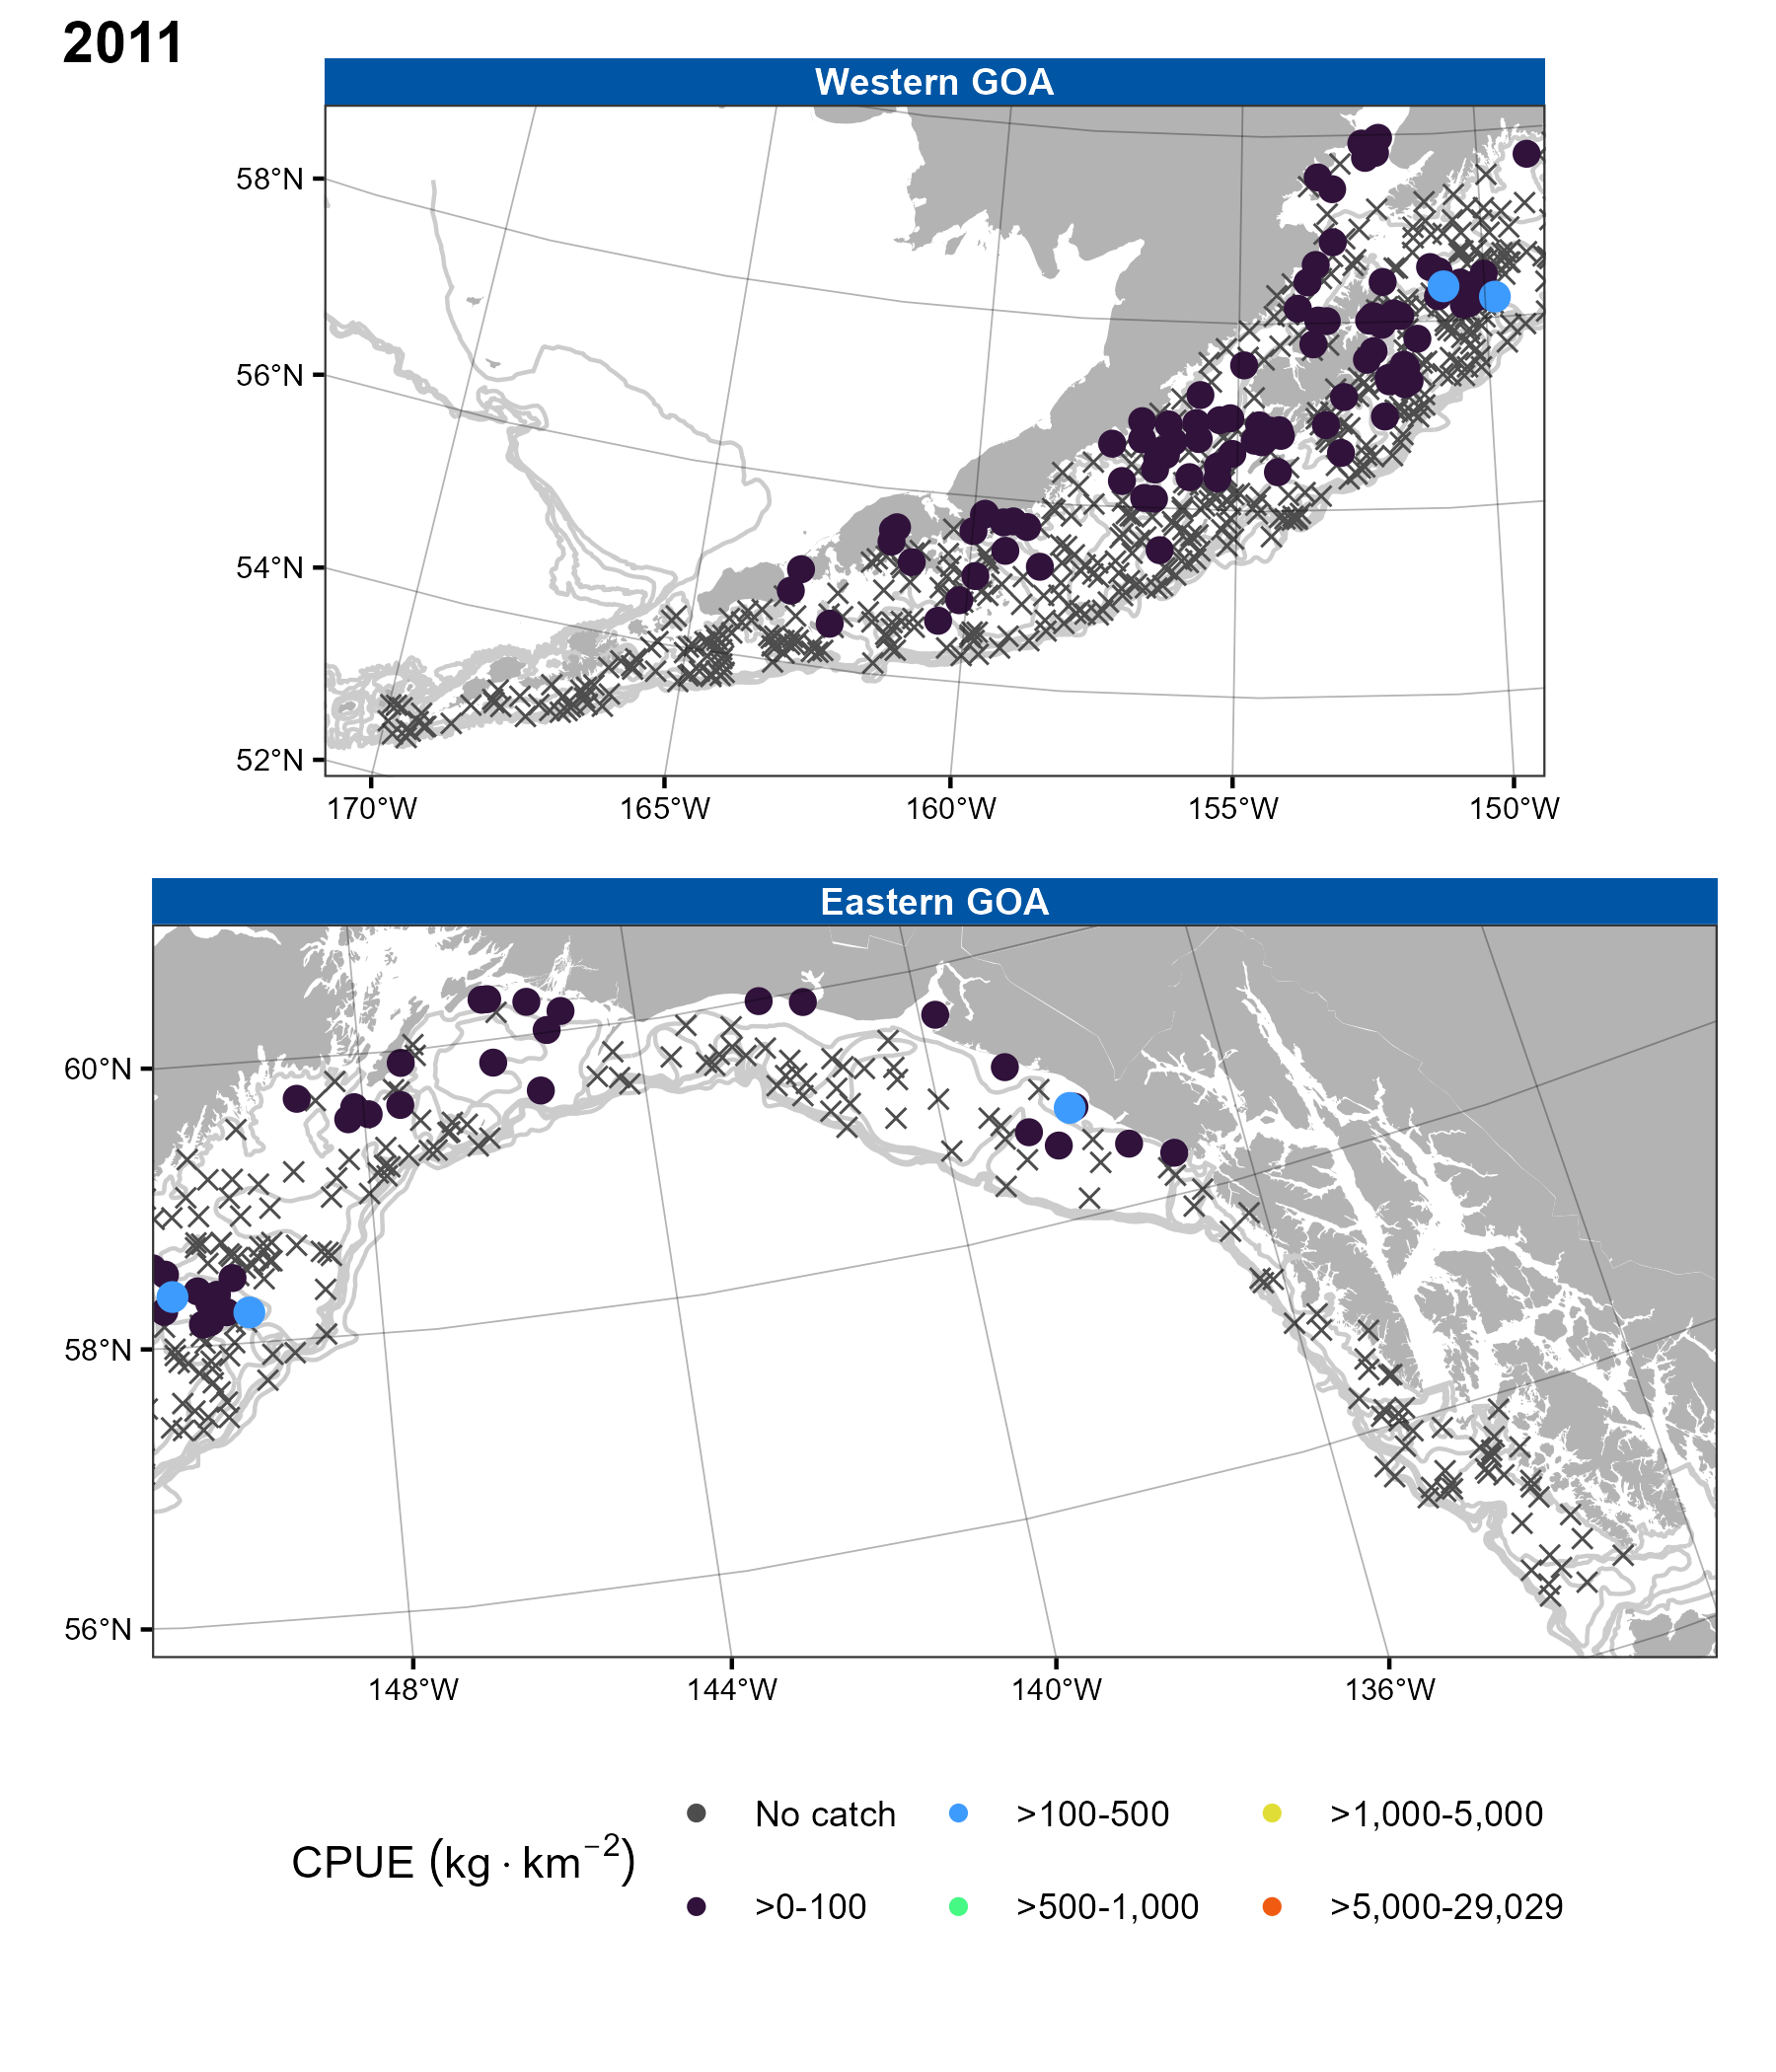 2011
Western GOA
58°N
56°N
54°N
52°N
170°W 165°W 160°W 155°W 150°W
Eastern GOA
60°N
58°N
56°N
148°W 144°W 140°W 136°W
CPUE (kg · km⁻²)
No catch >100-500 >1,000-5,000
>0-100 >500-1,000 >5,000-29,029